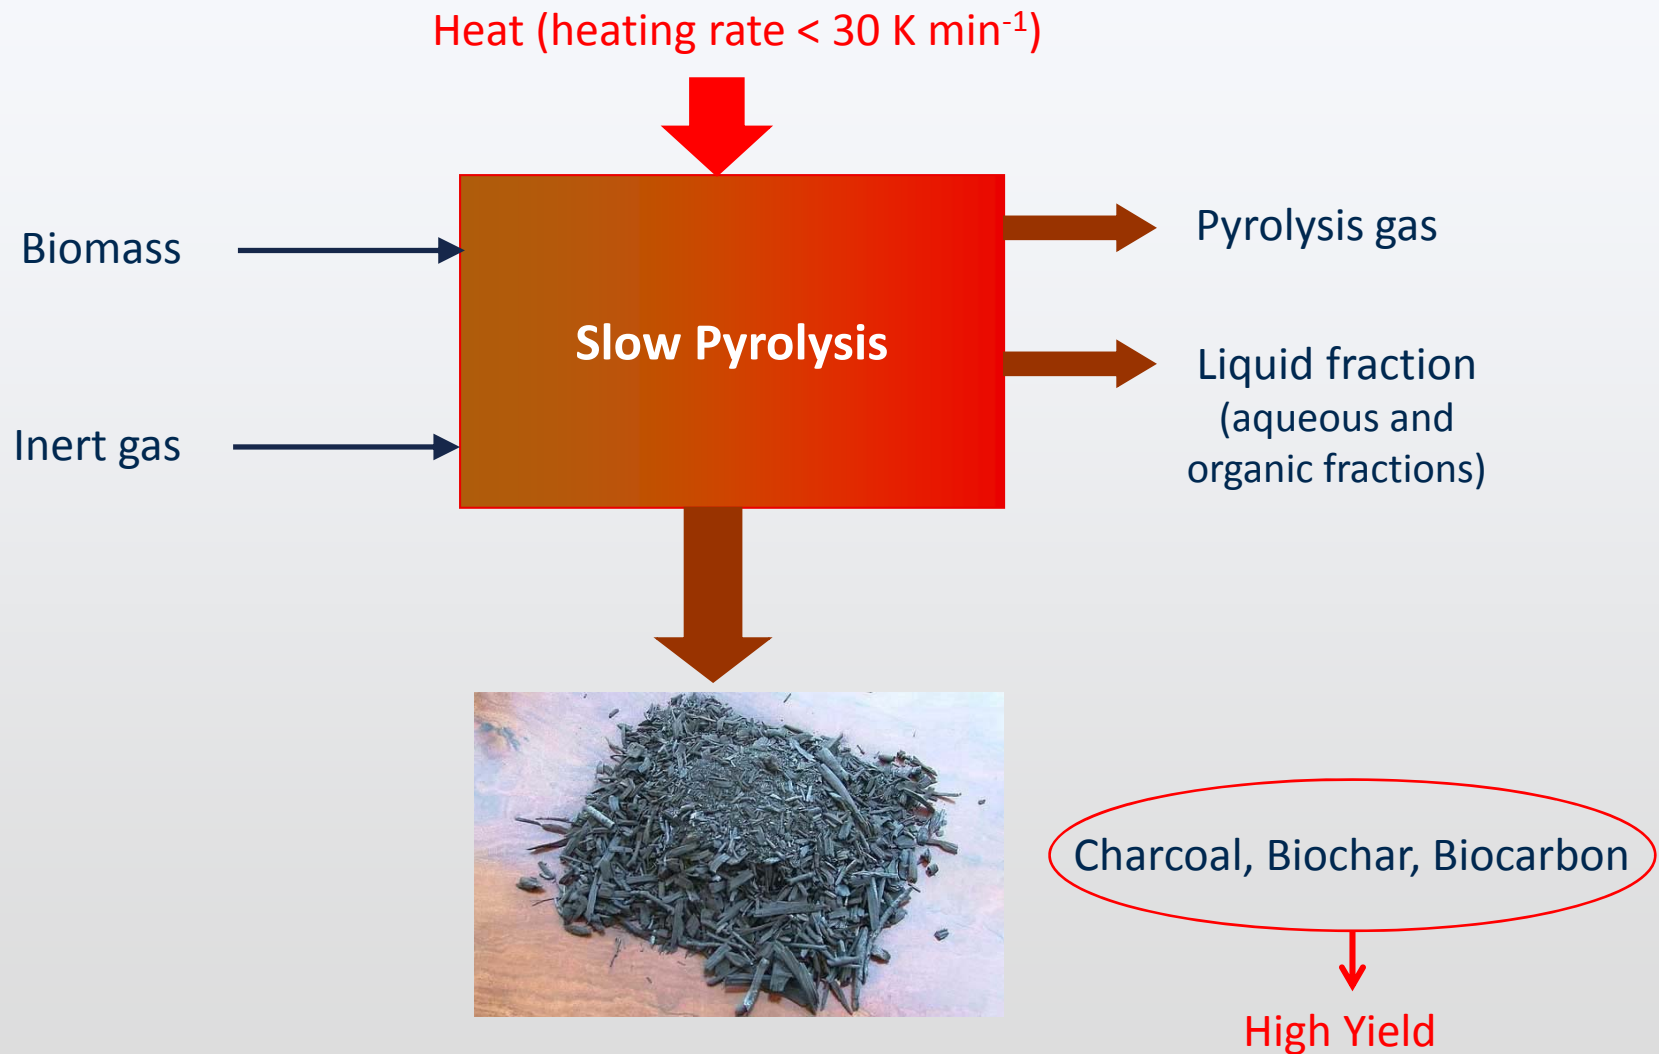 Heat (heating rate < 30 K min⁻¹)
Biomass
Inert gas
Slow Pyrolysis
Pyrolysis gas
Liquid fraction
(aqueous and
organic fractions)
Charcoal, Biochar, Biocarbon
High Yield